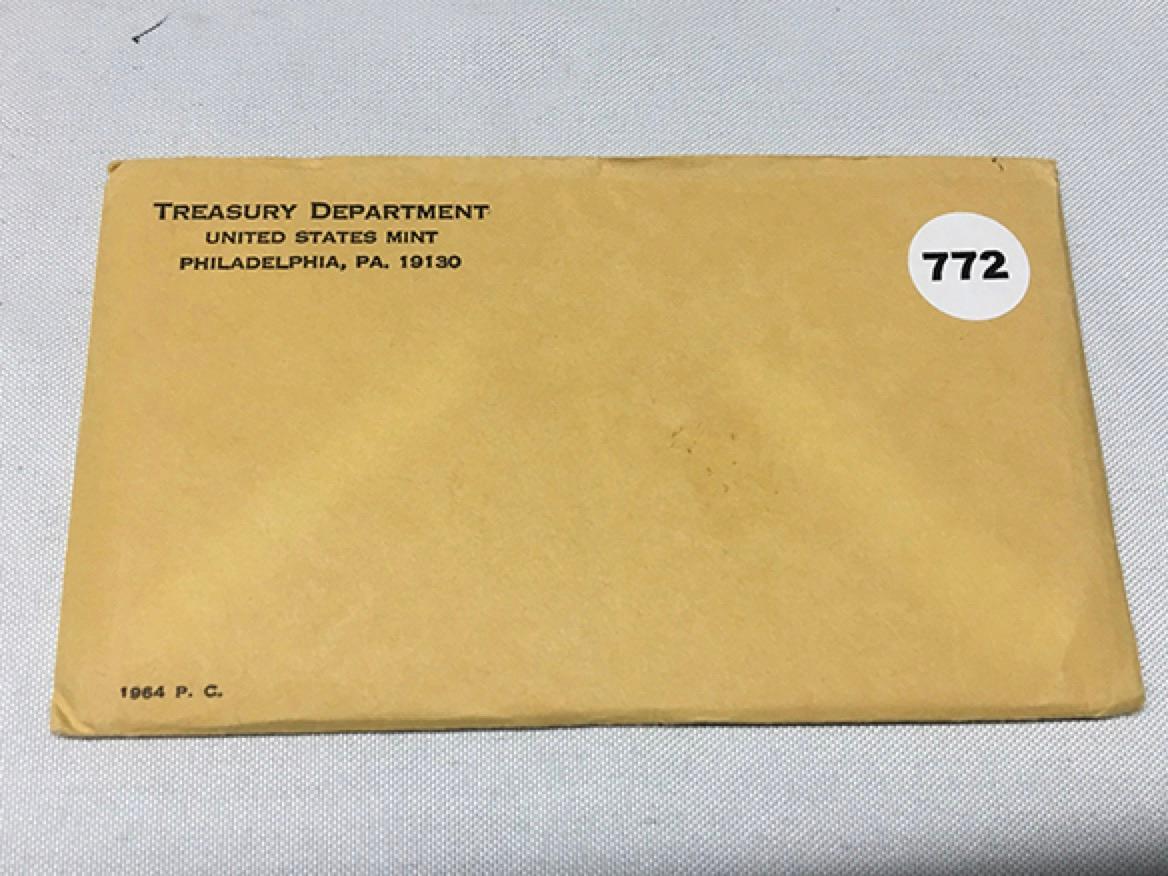 TREASURY DEPARTMENT
UNITED STATES MINT
PHILADELPHIA, PA. 19130
772
1964 P. C.